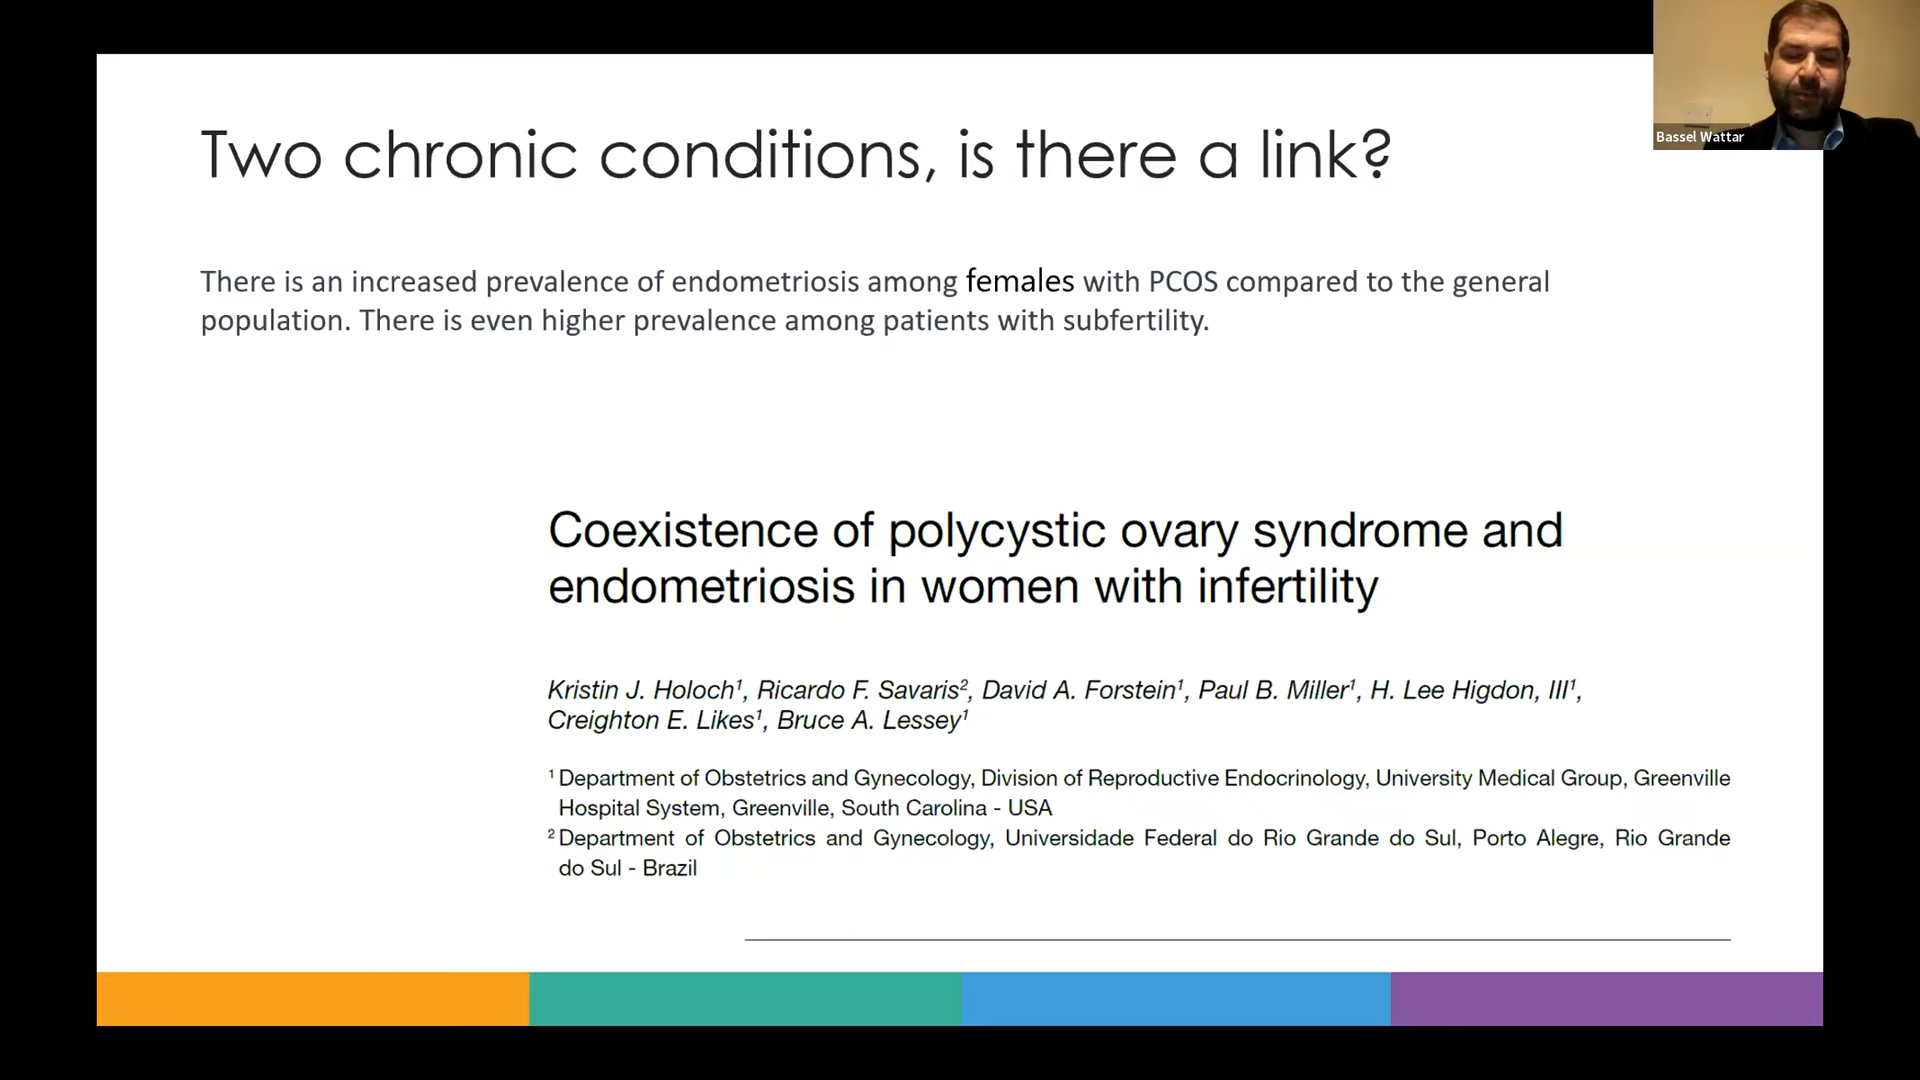 Two chronic conditions, is there a link?
Bassel Wattar
There is an increased prevalence of endometriosis among females with PCOS compared to the general
population. There is even higher prevalence among patients with subfertility.
Coexistence of polycystic ovary syndrome and
endometriosis in women with infertility
Kristin J. Holoch¹, Ricardo F. Savaris², David A. Forstein¹, Paul B. Miller¹, H. Lee Higdon, III¹,
Creighton E. Likes¹, Bruce A. Lessey¹
¹ Department of Obstetrics and Gynecology, Division of Reproductive Endocrinology, University Medical Group, Greenville
Hospital System, Greenville, South Carolina - USA
² Department of Obstetrics and Gynecology, Universidade Federal do Rio Grande do Sul, Porto Alegre, Rio Grande
do Sul - Brazil